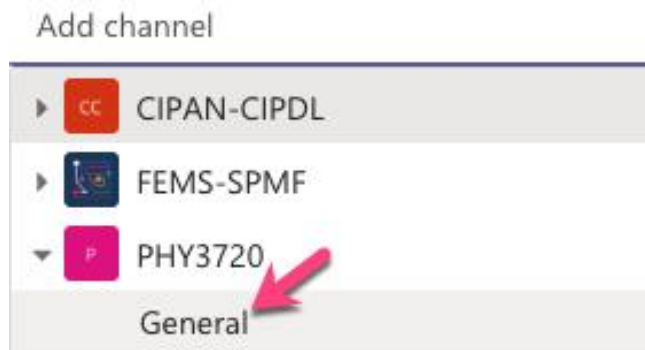 Add channel
CC CIPAN-CIPDL
FEMS-SPMF
P PHY3720
General